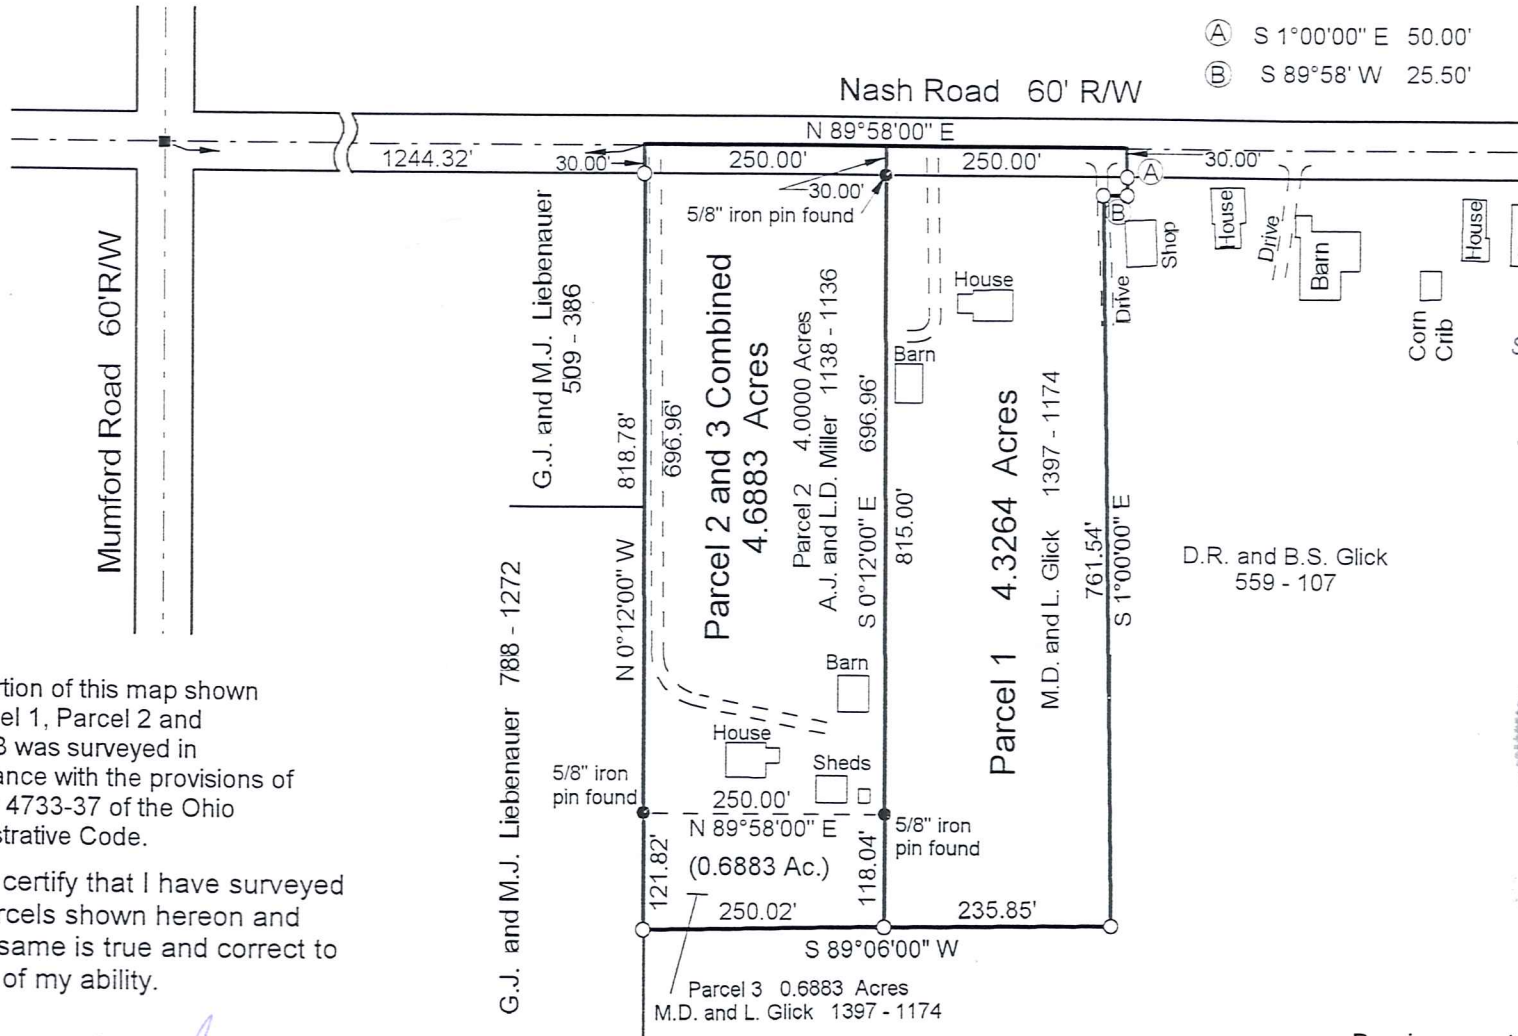 Ⓐ S 1°00'00" E 50.00'
Ⓑ S 89°58' W 25.50'
Nash Road 60' R/W
N 89°58'00" E
1244.32'
30.00'
250.00'
250.00'
30.00'
30.00'
5/8" iron pin found
Ⓐ
Ⓑ
Mumford Road 60'R/W
G.J. and M.J. Liebenauer
509 - 386
818.78'
696.96'
N 0°12'00" W
G.J. and M.J. Liebenauer 788 - 1272
Parcel 2 and 3 Combined
4.6883 Acres
Parcel 2 4.0000 Acres
A.J. and L.D. Miller 1138 - 1136
S 0°12'00" E 696.96'
815.00'
House
Barn
Parcel 1 4.3264 Acres
M.D. and L. Glick 1397 - 1174
761.54'
S 1°00'00" E
Drive
Shop
House
Drive
Barn
House
Corn
Crib
D.R. and B.S. Glick
559 - 107
Barn
House
Sheds
5/8" iron
pin found
250.00'
N 89°58'00" E
5/8" iron
pin found
(0.6883 Ac.)
121.82'
118.04'
250.02'
235.85'
S 89°06'00" W
Parcel 3 0.6883 Acres
M.D. and L. Glick 1397 - 1174
tion of this map shown
el 1, Parcel 2 and
3 was surveyed in
ance with the provisions of
4733-37 of the Ohio
strative Code.
certify that I have surveyed
rcels shown hereon and
same is true and correct to
of my ability.